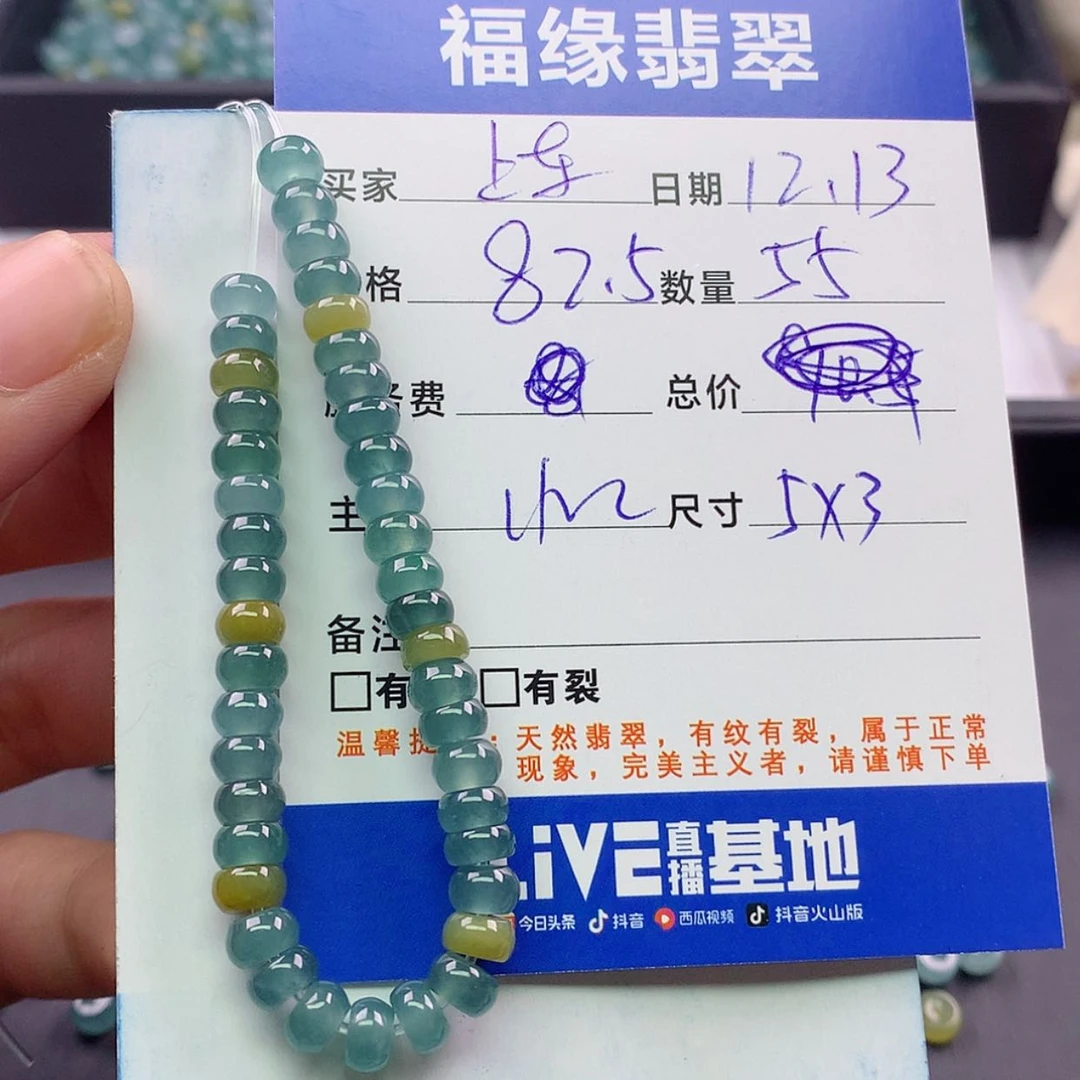 福缘翡翠
买家 上车 日期 12.13
格 82.5 数量 55
费 总价
主 尺寸 5X3
备注
□有 □有裂
温馨提：天然翡翠，有纹有裂，属于正常
现象，完美主义者，请谨慎下单
LiVE直播基地
今日头条 抖音 西瓜视频 抖音火山版